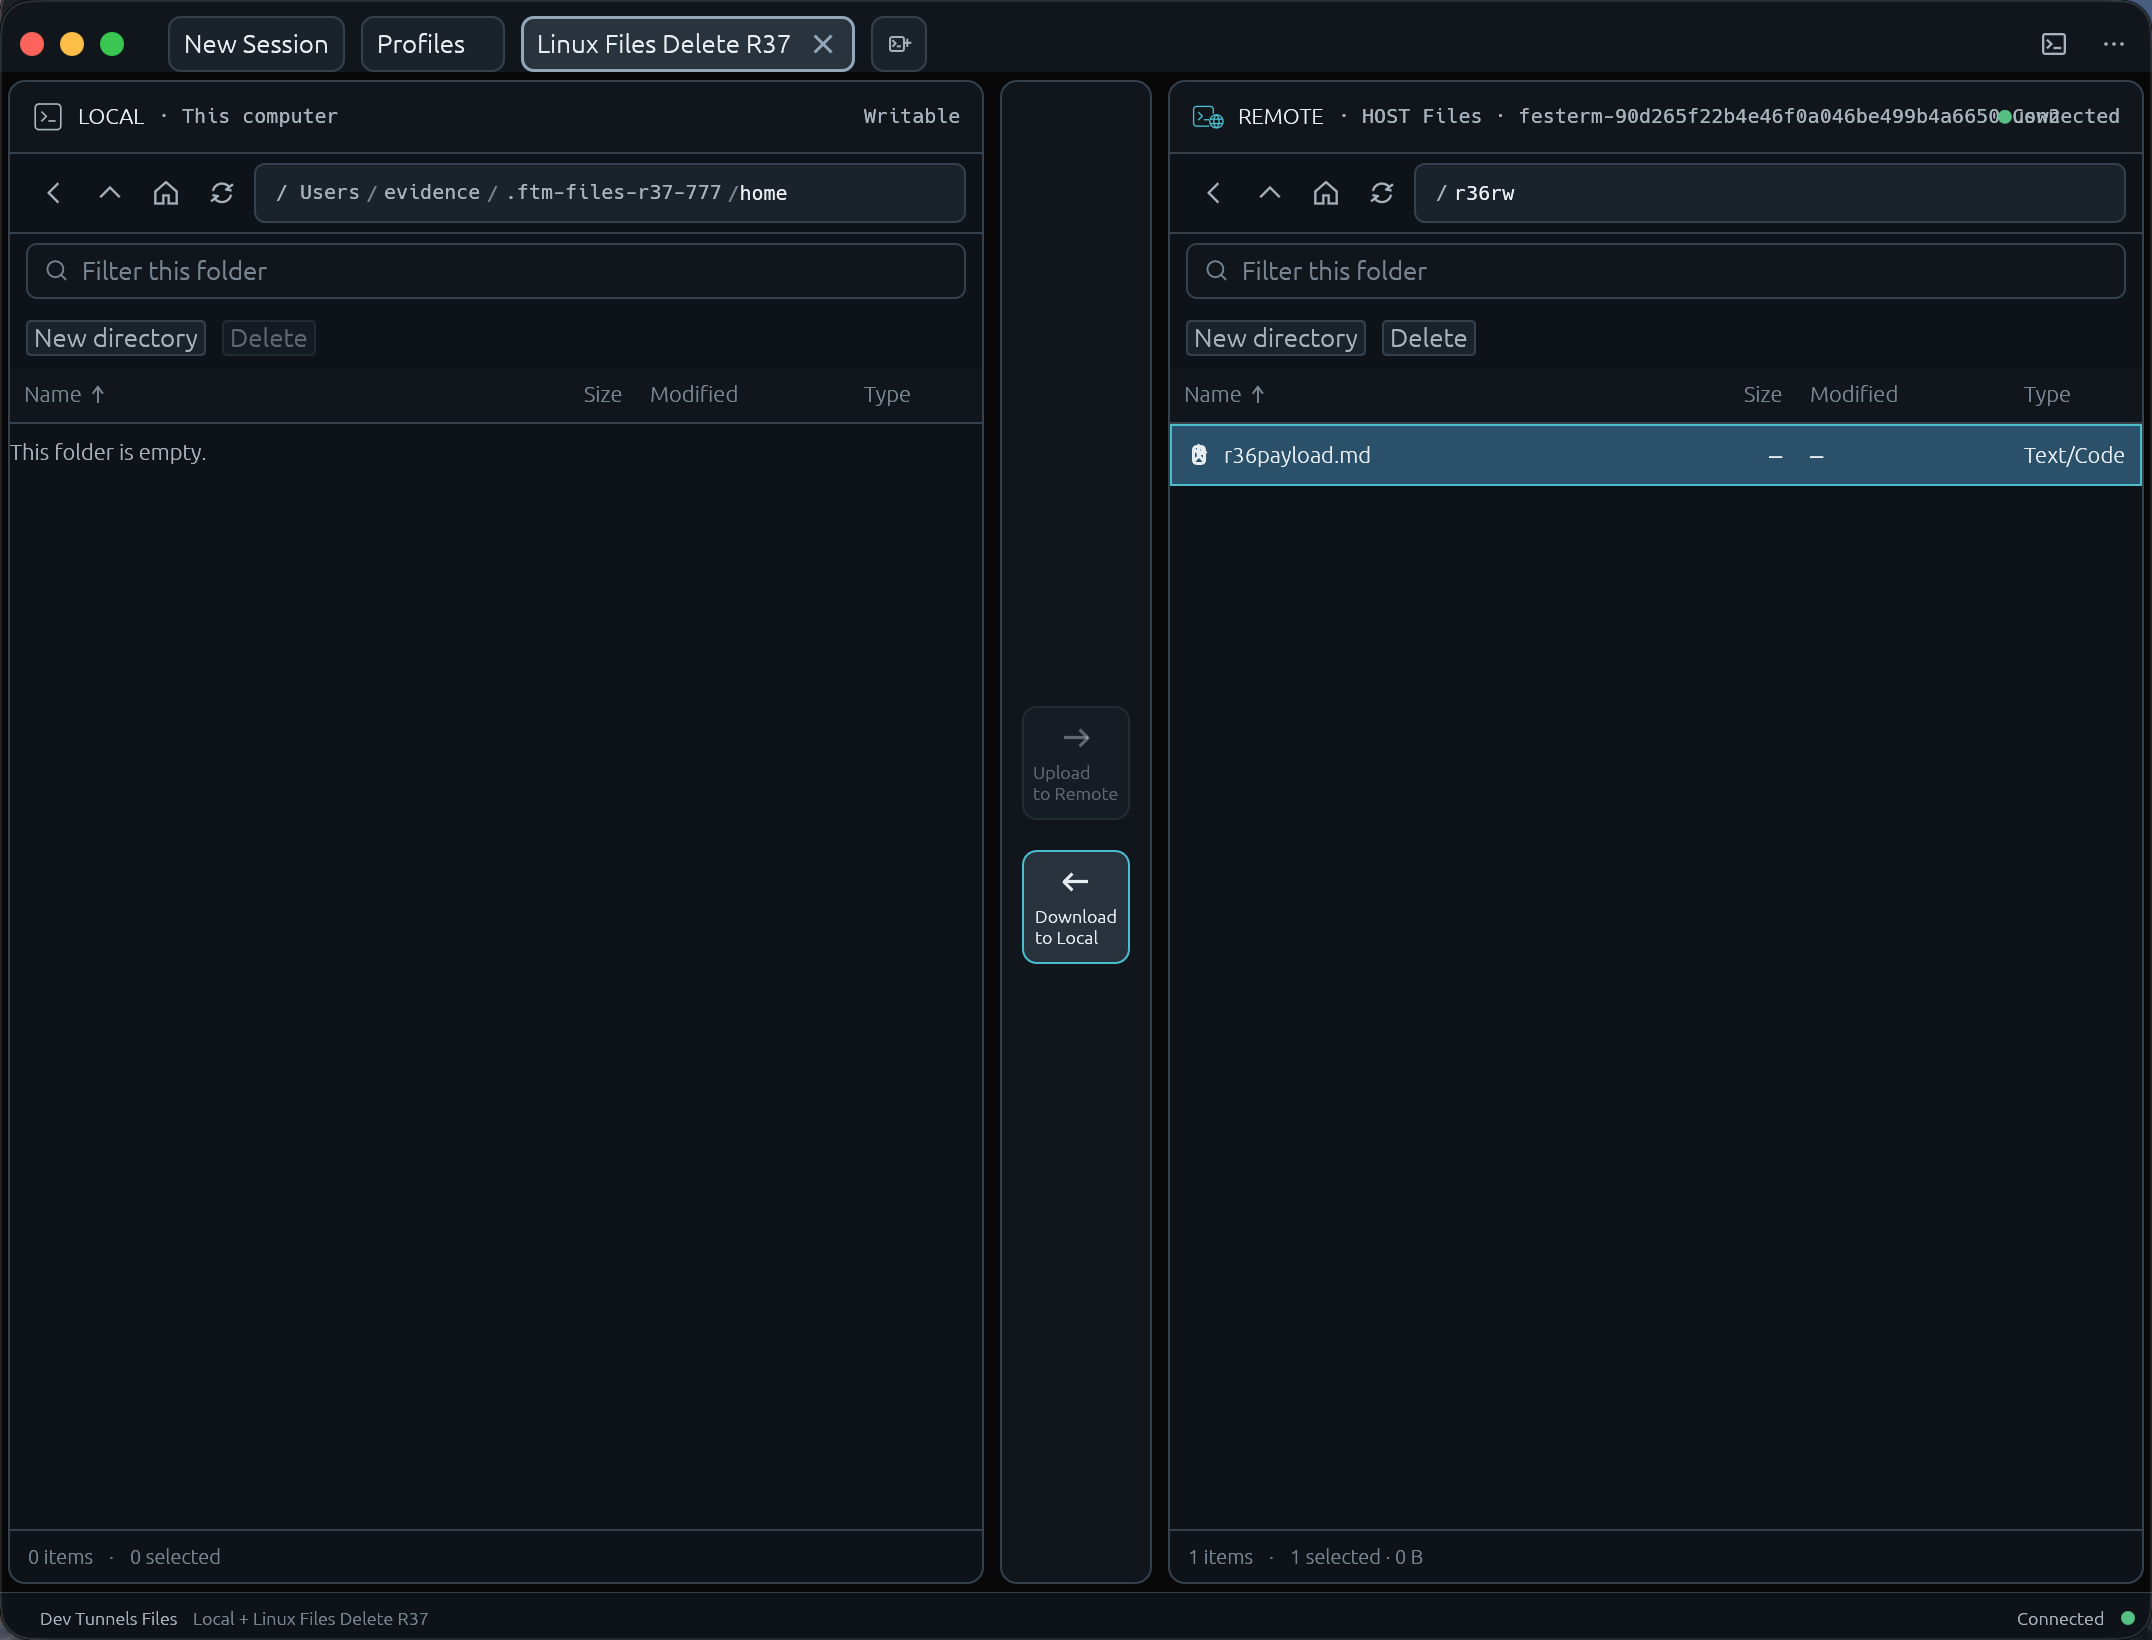 New Session
Profiles
Linux Files Delete R37
LOCAL · This computer
Writable
/ Users / evidence / .ftm-files-r37-777 /home
Filter this folder
New directory
Delete
Name ↑
Size
Modified
Type
This folder is empty.
0 items · 0 selected
Upload
to Remote
Download
to Local
REMOTE · HOST Files · festerm-90d265f22b4e46f0a046be499b4a6650
Connected
/ r36rw
Filter this folder
New directory
Delete
Name ↑
Size
Modified
Type
r36payload.md
–
–
Text/Code
1 items · 1 selected · 0 B
Dev Tunnels Files
Local + Linux Files Delete R37
Connected